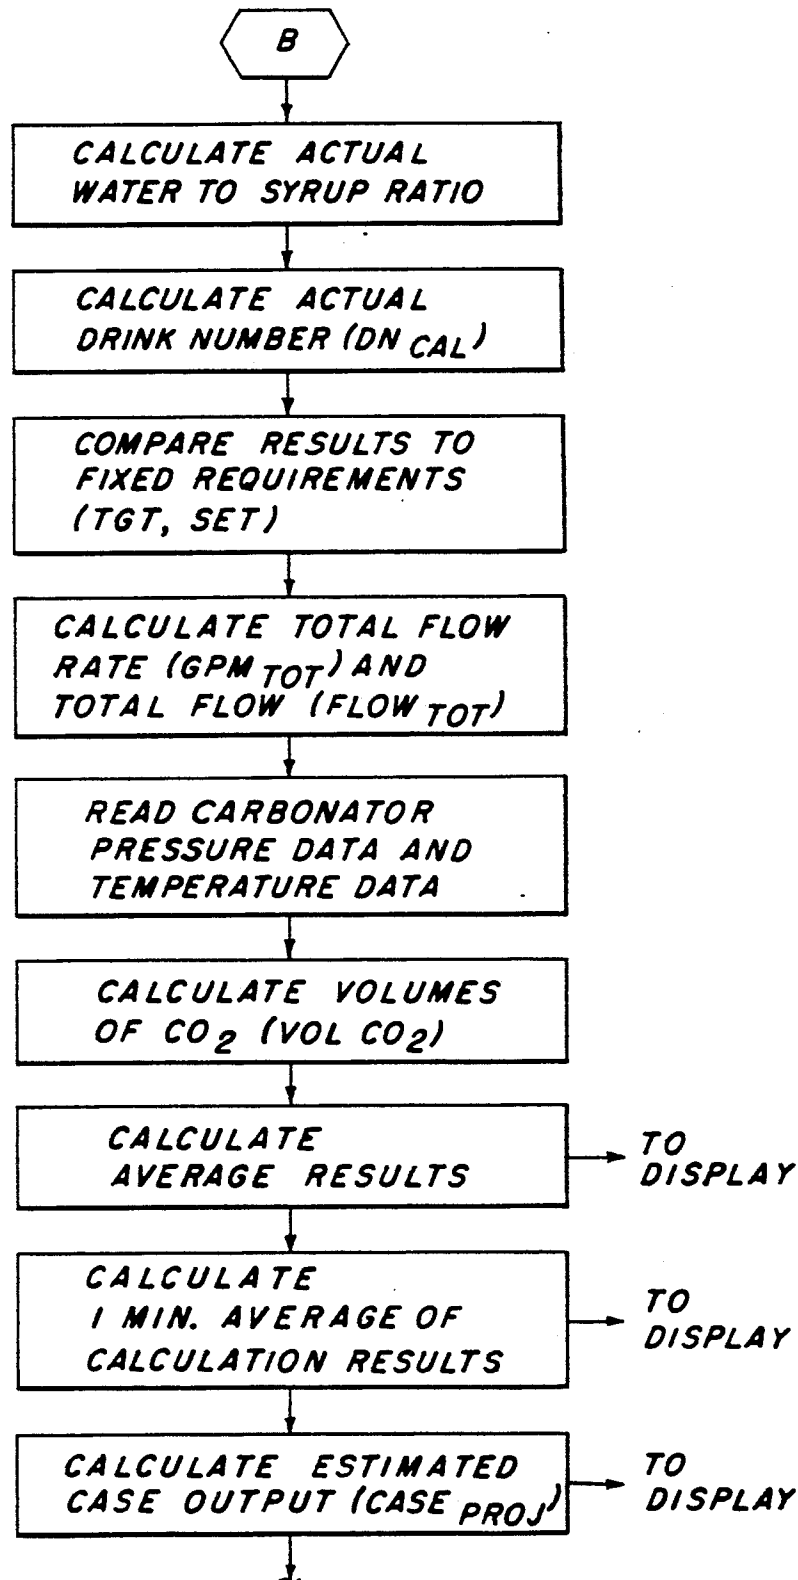 B
CALCULATE ACTUAL
WATER TO SYRUP RATIO
CALCULATE ACTUAL
DRINK NUMBER (DN CAL)
COMPARE RESULTS TO
FIXED REQUIREMENTS
(TGT, SET)
CALCULATE TOTAL FLOW
RATE (GPM TOT) AND
TOTAL FLOW (FLOW TOT)
READ CARBONATOR
PRESSURE DATA AND
TEMPERATURE DATA
CALCULATE VOLUMES
OF CO2 (VOL CO2)
CALCULATE
AVERAGE RESULTS
TO
DISPLAY
CALCULATE
1 MIN. AVERAGE OF
CALCULATION RESULTS
TO
DISPLAY
CALCULATE ESTIMATED
CASE OUTPUT (CASE PROJ)
TO
DISPLAY